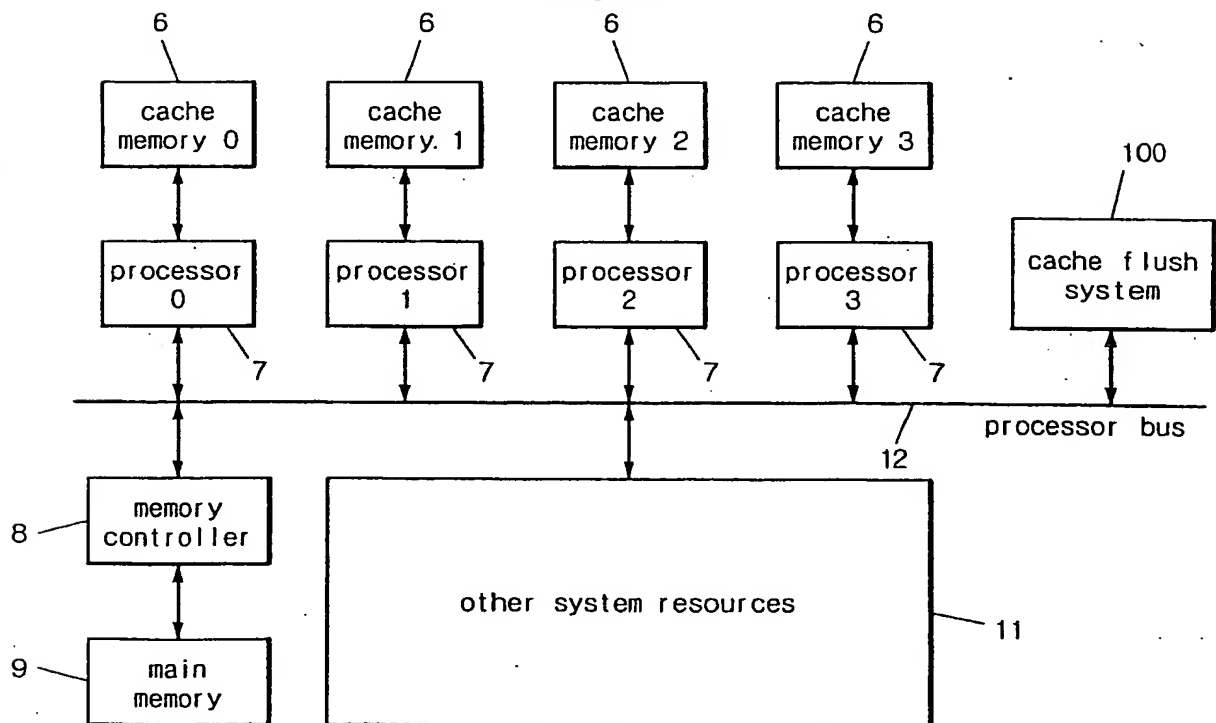 6 6 6 6
cache memory 0
cache memory. 1
cache memory 2
cache memory 3
100
processor 0
processor 1
processor 2
processor 3
cache flush system
7 7 7 7
processor bus
12
8
memory controller
other system resources
11
9
main memory